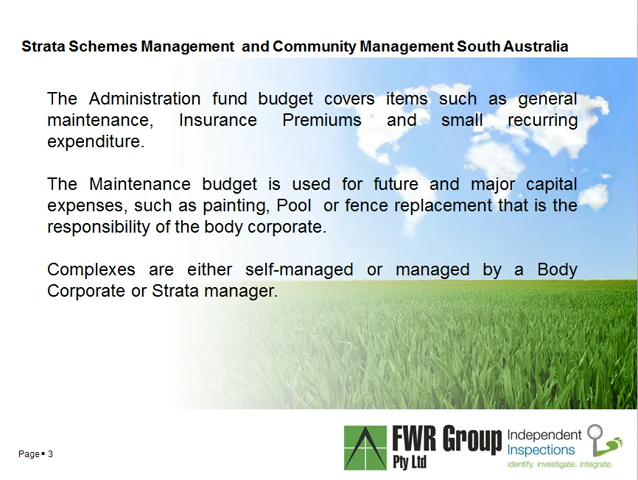 Strata Schemes Management and Community Management South Australia
The Administration fund budget covers items such as general
maintenance, Insurance Premiums and small recurring
expenditure.
The Maintenance budget is used for future and major capital
expenses, such as painting, Pool or fence replacement that is the
responsibility of the body corporate.
Complexes are either self-managed or managed by a Body
Corporate or Strata manager.
Page ▪ 3
FWR Group
Pty Ltd
Independent
Inspections
identify. investigate. integrate.